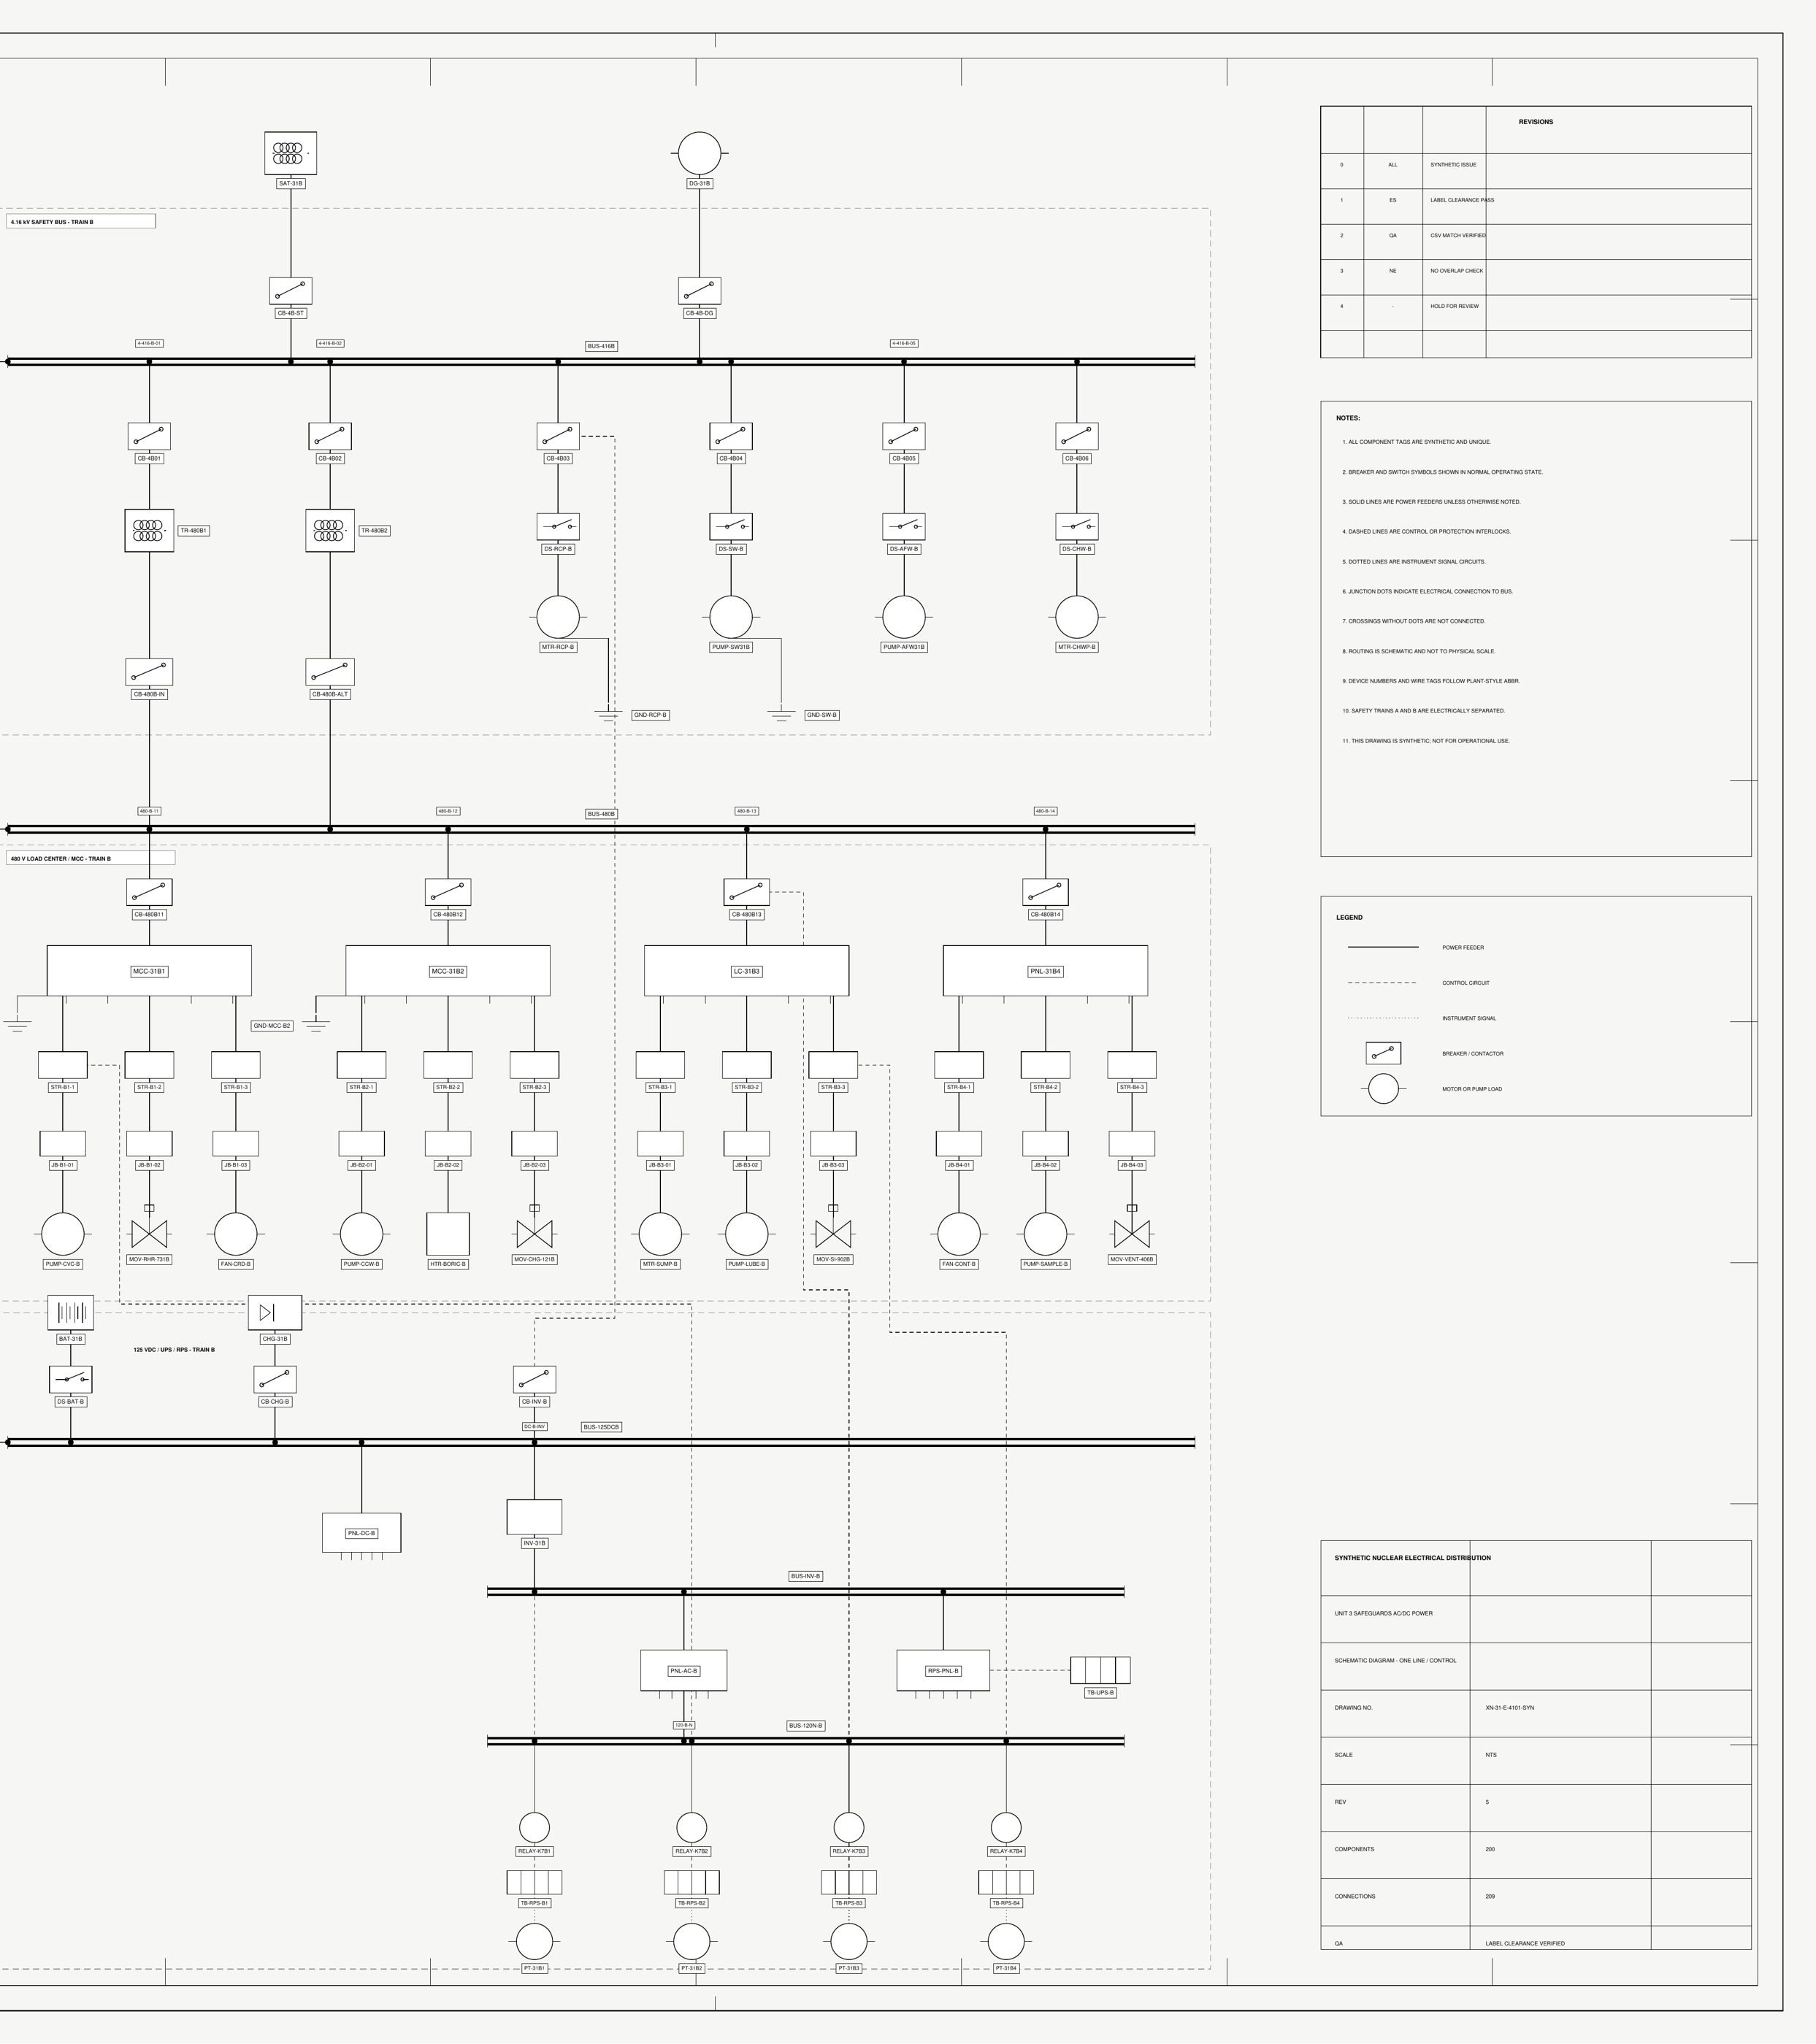 SAT-31B
DG-31B
4.16 kV SAFETY BUS - TRAIN B
CB-4B-ST
CB-4B-DG
4-416-B-01
4-416-B-02
BUS-416B
4-416-B-05
CB-4B01
CB-4B02
CB-4B03
CB-4B04
CB-4B05
CB-4B06
TR-480B1
TR-480B2
DS-RCP-B
DS-SW-B
DS-AFW-B
DS-CHW-B
MTR-RCP-B
PUMP-SW31B
PUMP-AFW31B
MTR-CHWP-B
CB-480B-IN
CB-480B-ALT
GND-RCP-B
GND-SW-B
480-B-11
480-B-12
BUS-480B
480-B-13
480-B-14
480 V LOAD CENTER / MCC - TRAIN B
CB-480B11
CB-480B12
CB-480B13
CB-480B14
MCC-31B1
MCC-31B2
LC-31B3
PNL-31B4
GND-MCC-B2
STR-B1-1
STR-B1-2
STR-B1-3
STR-B2-1
STR-B2-2
STR-B2-3
STR-B3-1
STR-B3-2
STR-B3-3
STR-B4-1
STR-B4-2
STR-B4-3
JB-B1-01
JB-B1-02
JB-B1-03
JB-B2-01
JB-B2-02
JB-B2-03
JB-B3-01
JB-B3-02
JB-B3-03
JB-B4-01
JB-B4-02
JB-B4-03
PUMP-CVC-B
MOV-RHR-731B
FAN-CRD-B
PUMP-CCW-B
HTR-BORIC-B
MOV-CHG-121B
MTR-SUMP-B
PUMP-LUBE-B
MOV-SI-902B
FAN-CONT-B
PUMP-SAMPLE-B
MOV-VENT-406B
BAT-31B
CHG-31B
125 VDC / UPS / RPS - TRAIN B
DS-BAT-B
CB-CHG-B
CB-INV-B
DC-B-INV
BUS-125DCB
PNL-DC-B
INV-31B
BUS-INV-B
PNL-AC-B
RPS-PNL-B
TB-UPS-B
120-B-N
BUS-120N-B
RELAY-K7B1
RELAY-K7B2
RELAY-K7B3
RELAY-K7B4
TB-RPS-B1
TB-RPS-B2
TB-RPS-B3
TB-RPS-B4
PT-31B1
PT-31B2
PT-31B3
PT-31B4
REVISIONS
0 ALL SYNTHETIC ISSUE
1 ES LABEL CLEARANCE PASS
2 QA CSV MATCH VERIFIED
3 NE NO OVERLAP CHECK
4 - HOLD FOR REVIEW
NOTES:
1. ALL COMPONENT TAGS ARE SYNTHETIC AND UNIQUE.
2. BREAKER AND SWITCH SYMBOLS SHOWN IN NORMAL OPERATING STATE.
3. SOLID LINES ARE POWER FEEDERS UNLESS OTHERWISE NOTED.
4. DASHED LINES ARE CONTROL OR PROTECTION INTERLOCKS.
5. DOTTED LINES ARE INSTRUMENT SIGNAL CIRCUITS.
6. JUNCTION DOTS INDICATE ELECTRICAL CONNECTION TO BUS.
7. CROSSINGS WITHOUT DOTS ARE NOT CONNECTED.
8. ROUTING IS SCHEMATIC AND NOT TO PHYSICAL SCALE.
9. DEVICE NUMBERS AND WIRE TAGS FOLLOW PLANT-STYLE ABBR.
10. SAFETY TRAINS A AND B ARE ELECTRICALLY SEPARATED.
11. THIS DRAWING IS SYNTHETIC; NOT FOR OPERATIONAL USE.
LEGEND
POWER FEEDER
CONTROL CIRCUIT
INSTRUMENT SIGNAL
BREAKER / CONTACTOR
MOTOR OR PUMP LOAD
SYNTHETIC NUCLEAR ELECTRICAL DISTRIBUTION
UNIT 3 SAFEGUARDS AC/DC POWER
SCHEMATIC DIAGRAM - ONE LINE / CONTROL
DRAWING NO. XN-31-E-4101-SYN
SCALE NTS
REV 5
COMPONENTS 200
CONNECTIONS 209
QA LABEL CLEARANCE VERIFIED